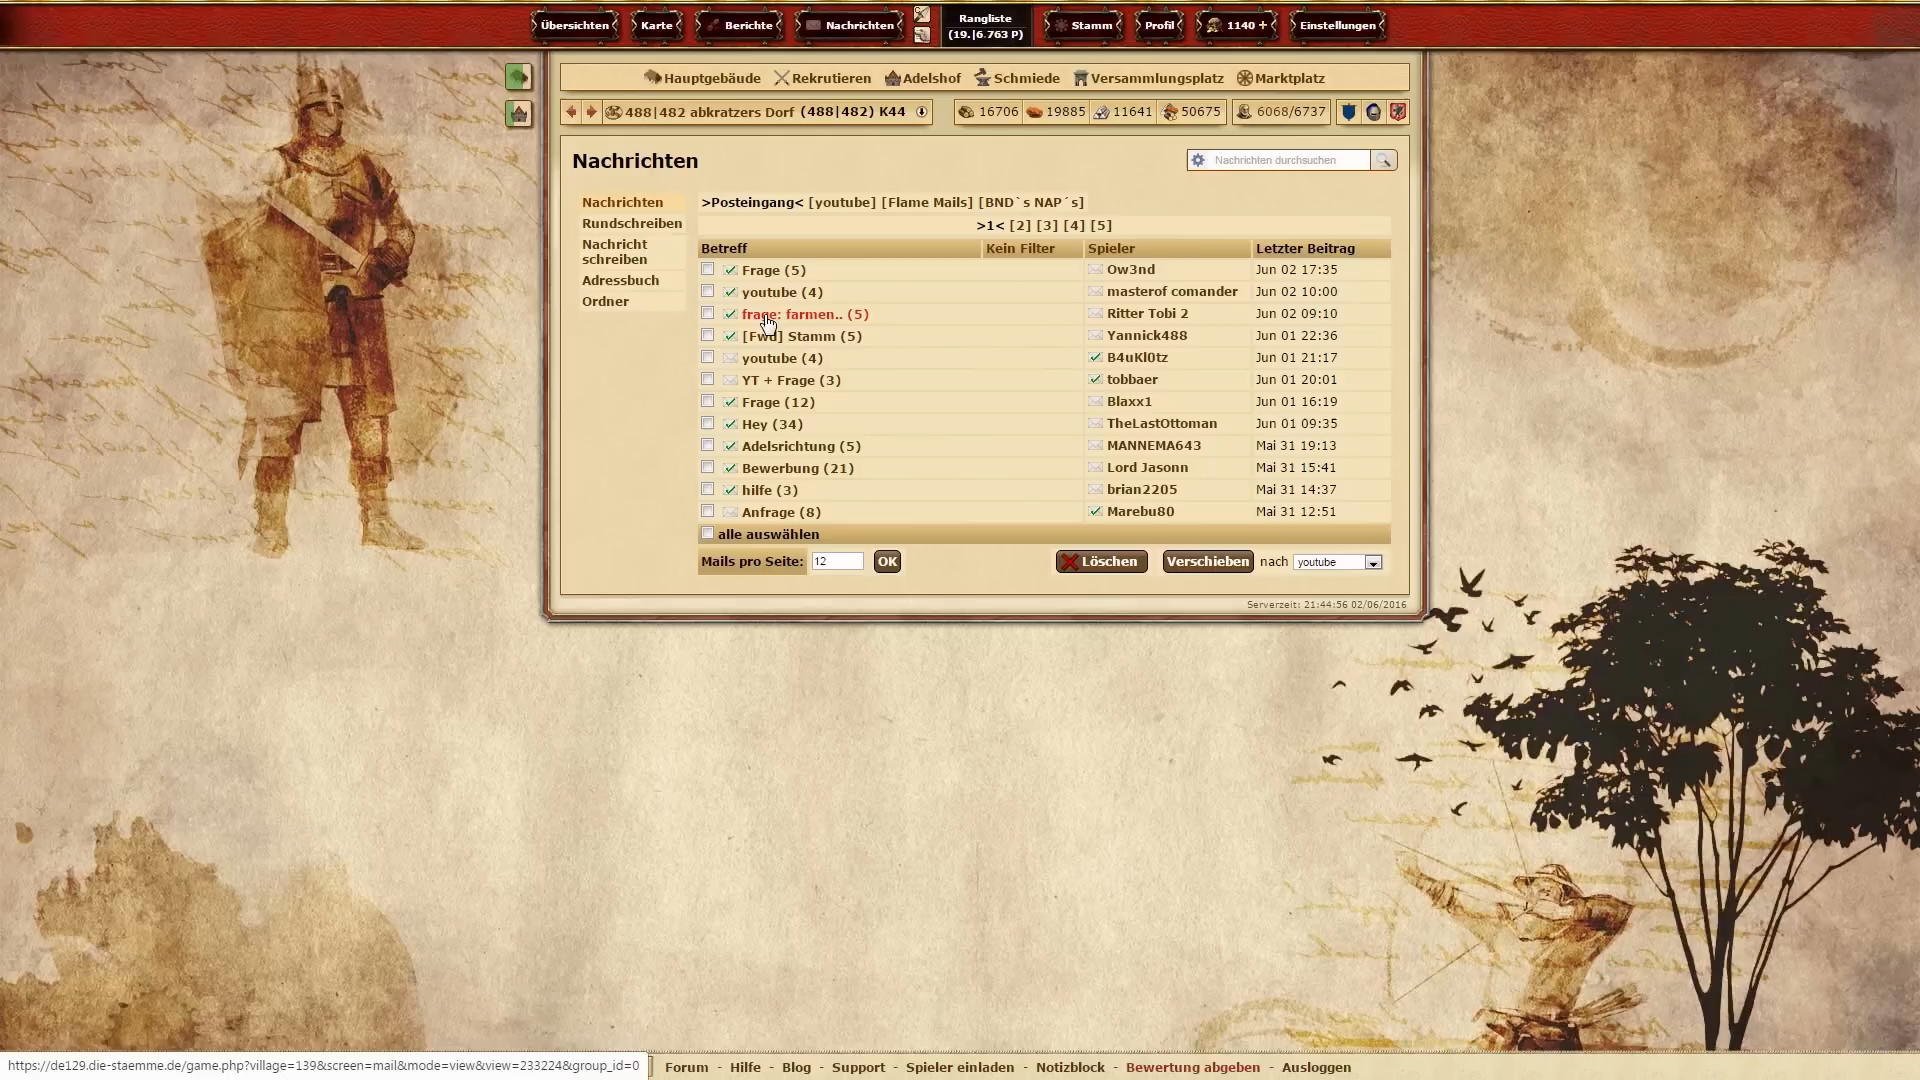 Übersichten Karte Berichte Nachrichten Rangliste (19.|6.763 P) Stamm Profil 1140 + Einstellungen
Hauptgebäude Rekrutieren Adelshof Schmiede Versammlungsplatz Marktplatz
488|482 abkratzers Dorf (488|482) K44 16706 19885 11641 50675 6068/6737
Nachrichten
Nachrichten durchsuchen
Nachrichten
Rundschreiben
Nachricht schreiben
Adressbuch
Ordner
>Posteingang< [youtube] [Flame Mails] [BND`s NAP´s]
>1< [2] [3] [4] [5]
Betreff Kein Filter Spieler Letzter Beitrag
Frage (5) Ow3nd Jun 02 17:35
youtube (4) masterof comander Jun 02 10:00
frage: farmen.. (5) Ritter Tobi 2 Jun 02 09:10
[Fwd] Stamm (5) Yannick488 Jun 01 22:36
youtube (4) B4uKl0tz Jun 01 21:17
YT + Frage (3) tobbaer Jun 01 20:01
Frage (12) Blaxx1 Jun 01 16:19
Hey (34) TheLastOttoman Jun 01 09:35
Adelsrichtung (5) MANNEMA643 Mai 31 19:13
Bewerbung (21) Lord Jasonn Mai 31 15:41
hilfe (3) brian2205 Mai 31 14:37
Anfrage (8) Marebu80 Mai 31 12:51
alle auswählen
Mails pro Seite: 12 OK Löschen Verschieben nach youtube
Serverzeit: 21:44:56 02/06/2016
https://de129.die-staemme.de/game.php?village=139&screen=mail&mode=view&view=233224&group_id=0
Forum - Hilfe - Blog - Support - Spieler einladen - Notizblock - Bewertung abgeben - Ausloggen